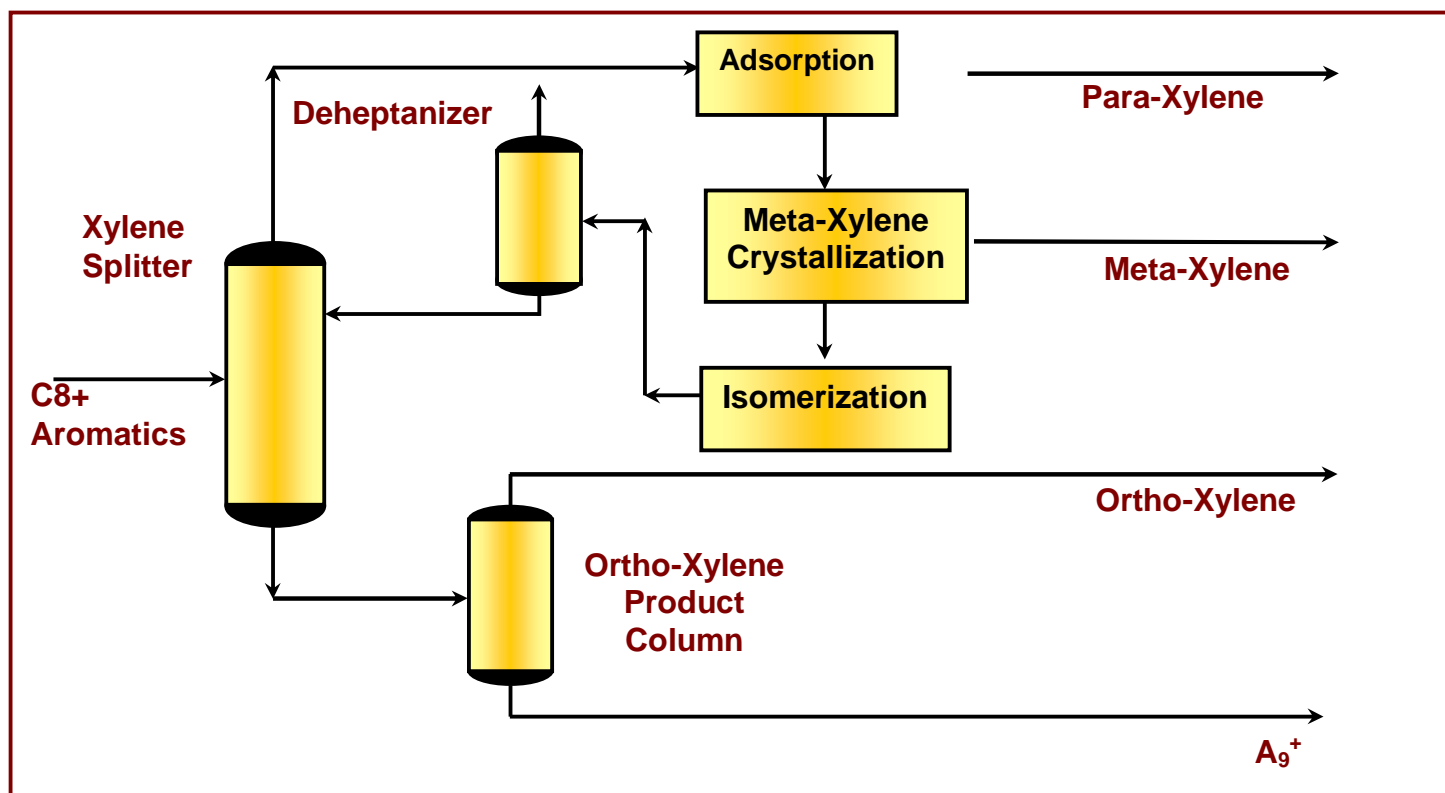 Adsorption
Para-Xylene
Deheptanizer
Xylene
Splitter
Meta-Xylene
Crystallization
Meta-Xylene
C8+
Aromatics
Isomerization
Ortho-Xylene
Ortho-Xylene
Product
Column
A₉⁺